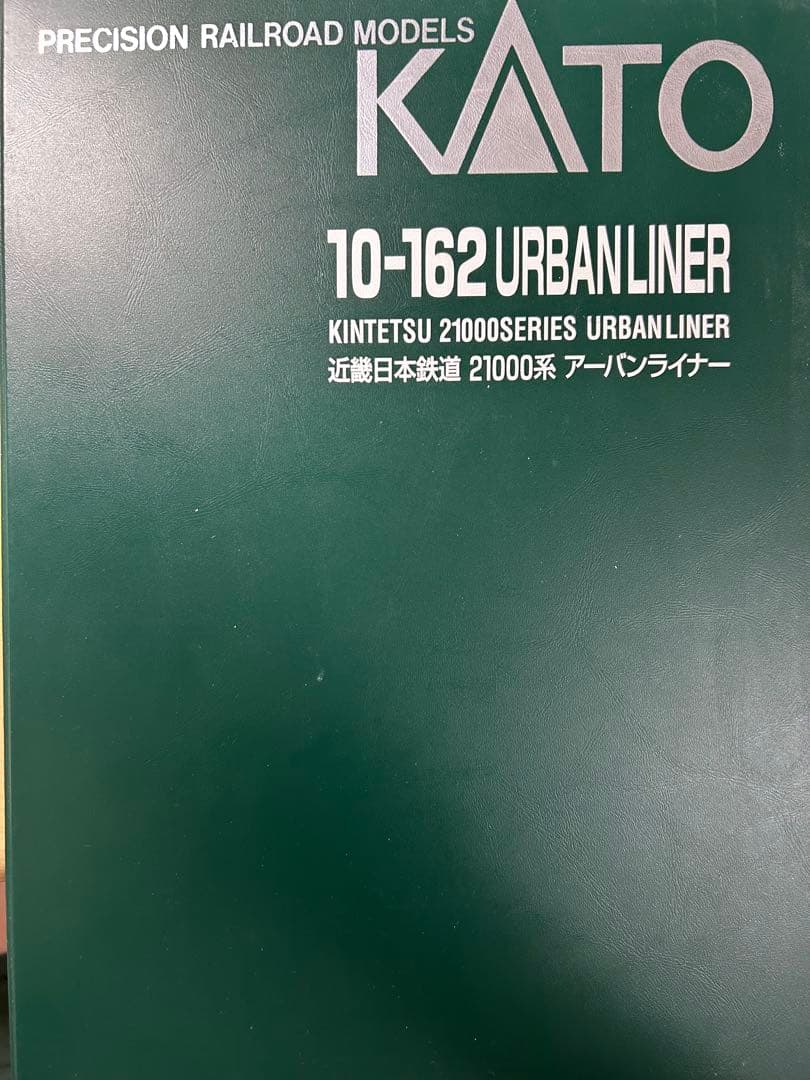 PRECISION RAILROAD MODELS
KATO
10-162 URBAN LINER
KINTETSU 21000SERIES URBAN LINER
近畿日本鉄道 21000系 アーバンライナー